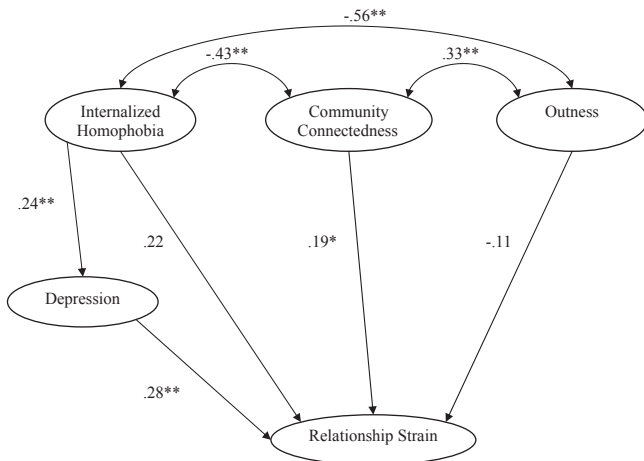 -.56**
-.43**
.33**
Internalized
Homophobia
Community
Connectedness
Outness
.24**
.22
.19*
-.11
Depression
.28**
Relationship Strain